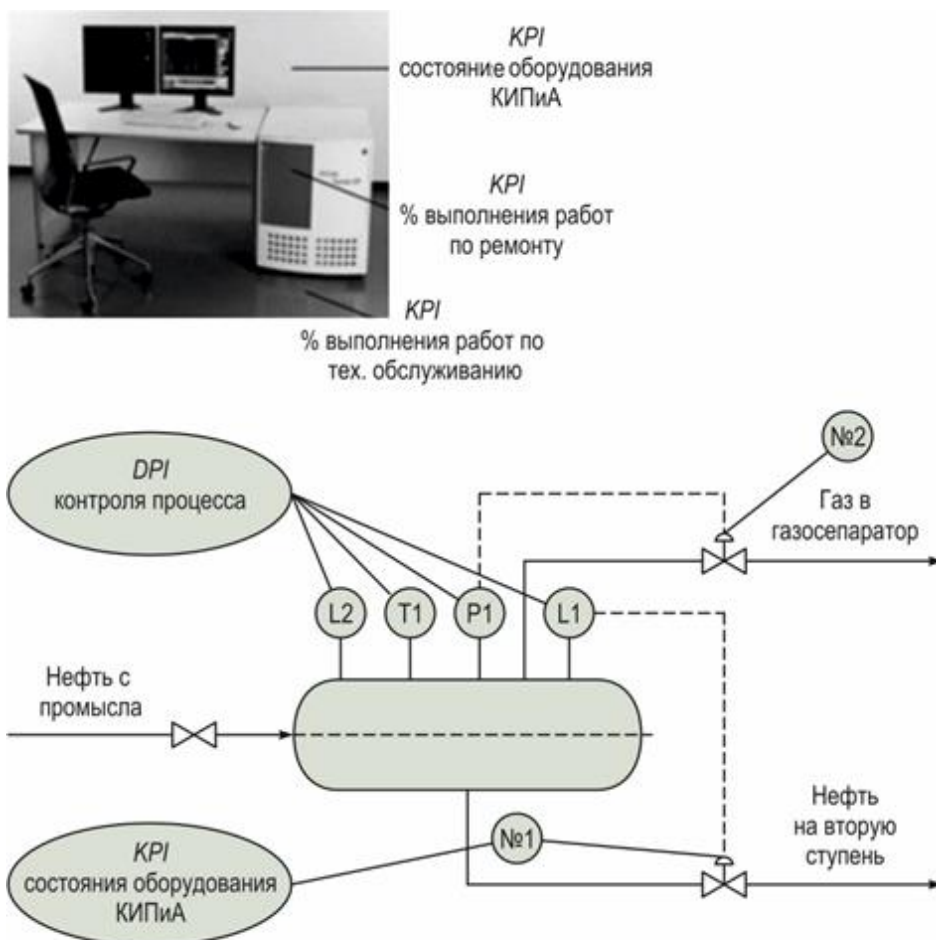 KPI
состояние оборудования
КИПиА
KPI
% выполнения работ
по ремонту
KPI
% выполнения работ по
тех. обслуживанию
№2
DPI
контроля процесса
Газ в
газосепаратор
L2
T1
P1
L1
Нефть с
промысла
Нефть
на вторую
ступень
№1
KPI
состояния оборудования
КИПиА